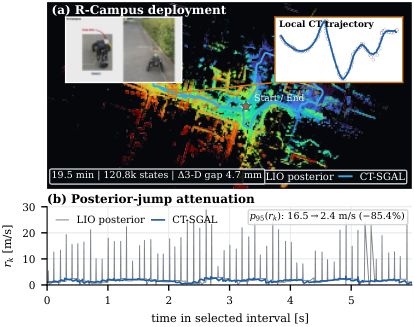 (a) R-Campus deployment
Local CT trajectory
Start / End
19.5 min | 120.8k states | Δ3-D gap 4.7 mm
LIO posterior CT-SGAL
(b) Posterior-jump attenuation
30
20
10
0
r_k [m/s]
LIO posterior CT-SGAL
p₉₅(r_k): 16.5→2.4 m/s (−85.4%)
0 1 2 3 4 5
time in selected interval [s]